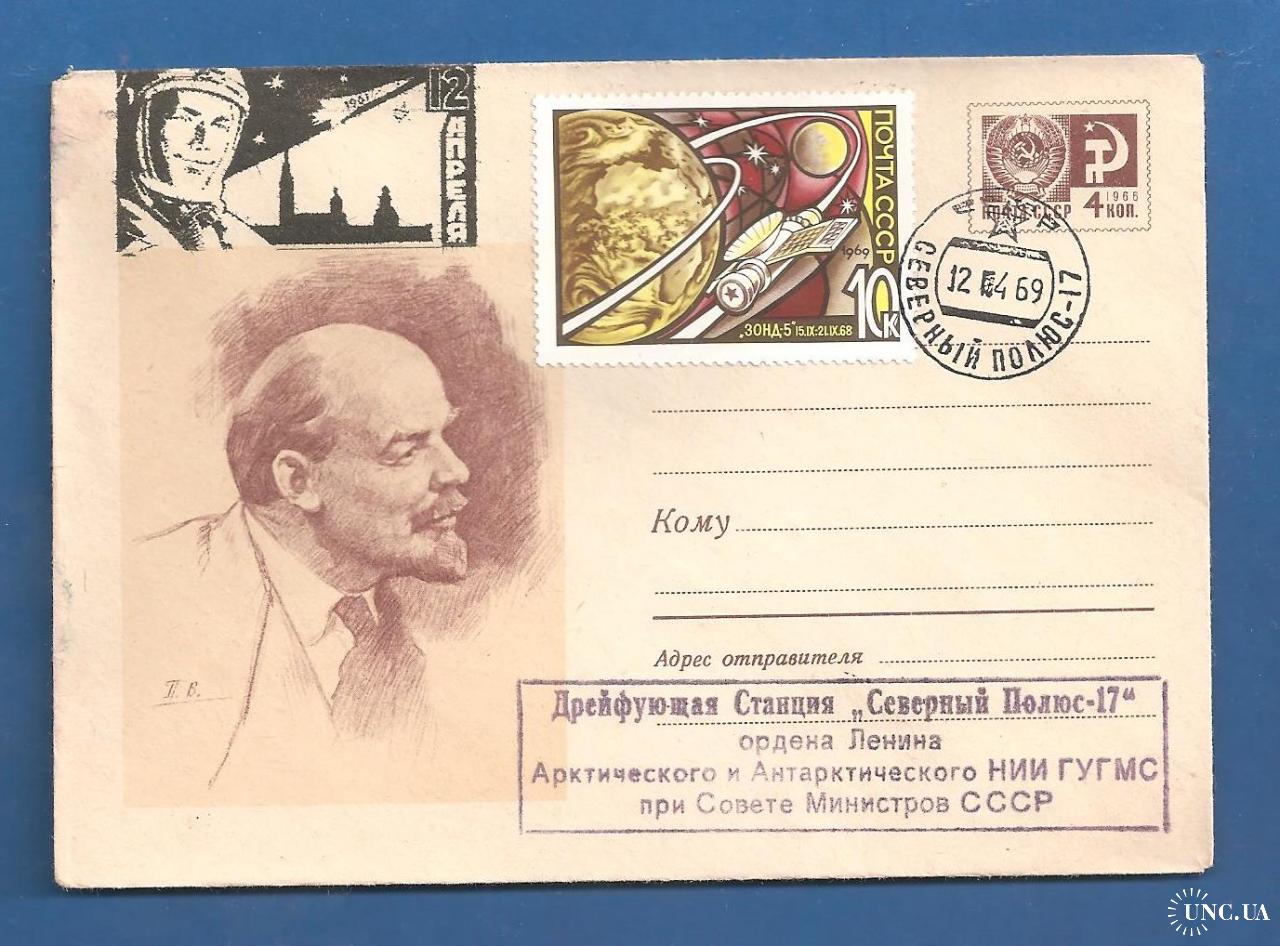 12
АПРЕЛЯ
1961
ПОЧТА СССР
1969
10К
„ЗОНД-5" 15.IX-21.IX.68
1966
ПОЧТА СССР 4 КОП.
12 04 69
СЕВЕРНЫЙ ПОЛЮС-17
Кому
Адрес отправителя
П. В.
Дрейфующая Станция „Северный Полюс-17“
ордена Ленина
Арктического и Антарктического НИИ ГУГМС
при Совете Министров СССР
UNC.UA